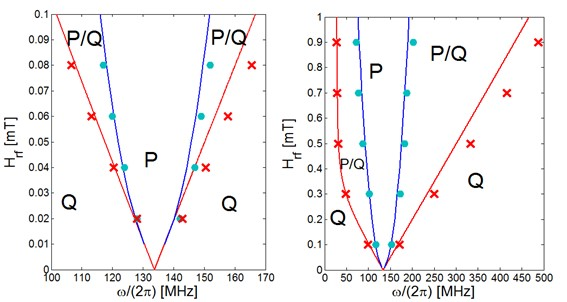 0.1
0.09
0.08
0.07
0.06
0.05
0.04
0.03
0.02
0.01
0
H_rf [mT]
P/Q
P/Q
P
Q
Q
100 110 120 130 140 150 160 170
ω/(2π) [MHz]
1
0.9
0.8
0.7
0.6
0.5
0.4
0.3
0.2
0.1
0
H_rf [mT]
P
P/Q
P/Q
Q
Q
0 50 100 150 200 250 300 350 400 450 500
ω/(2π) [MHz]